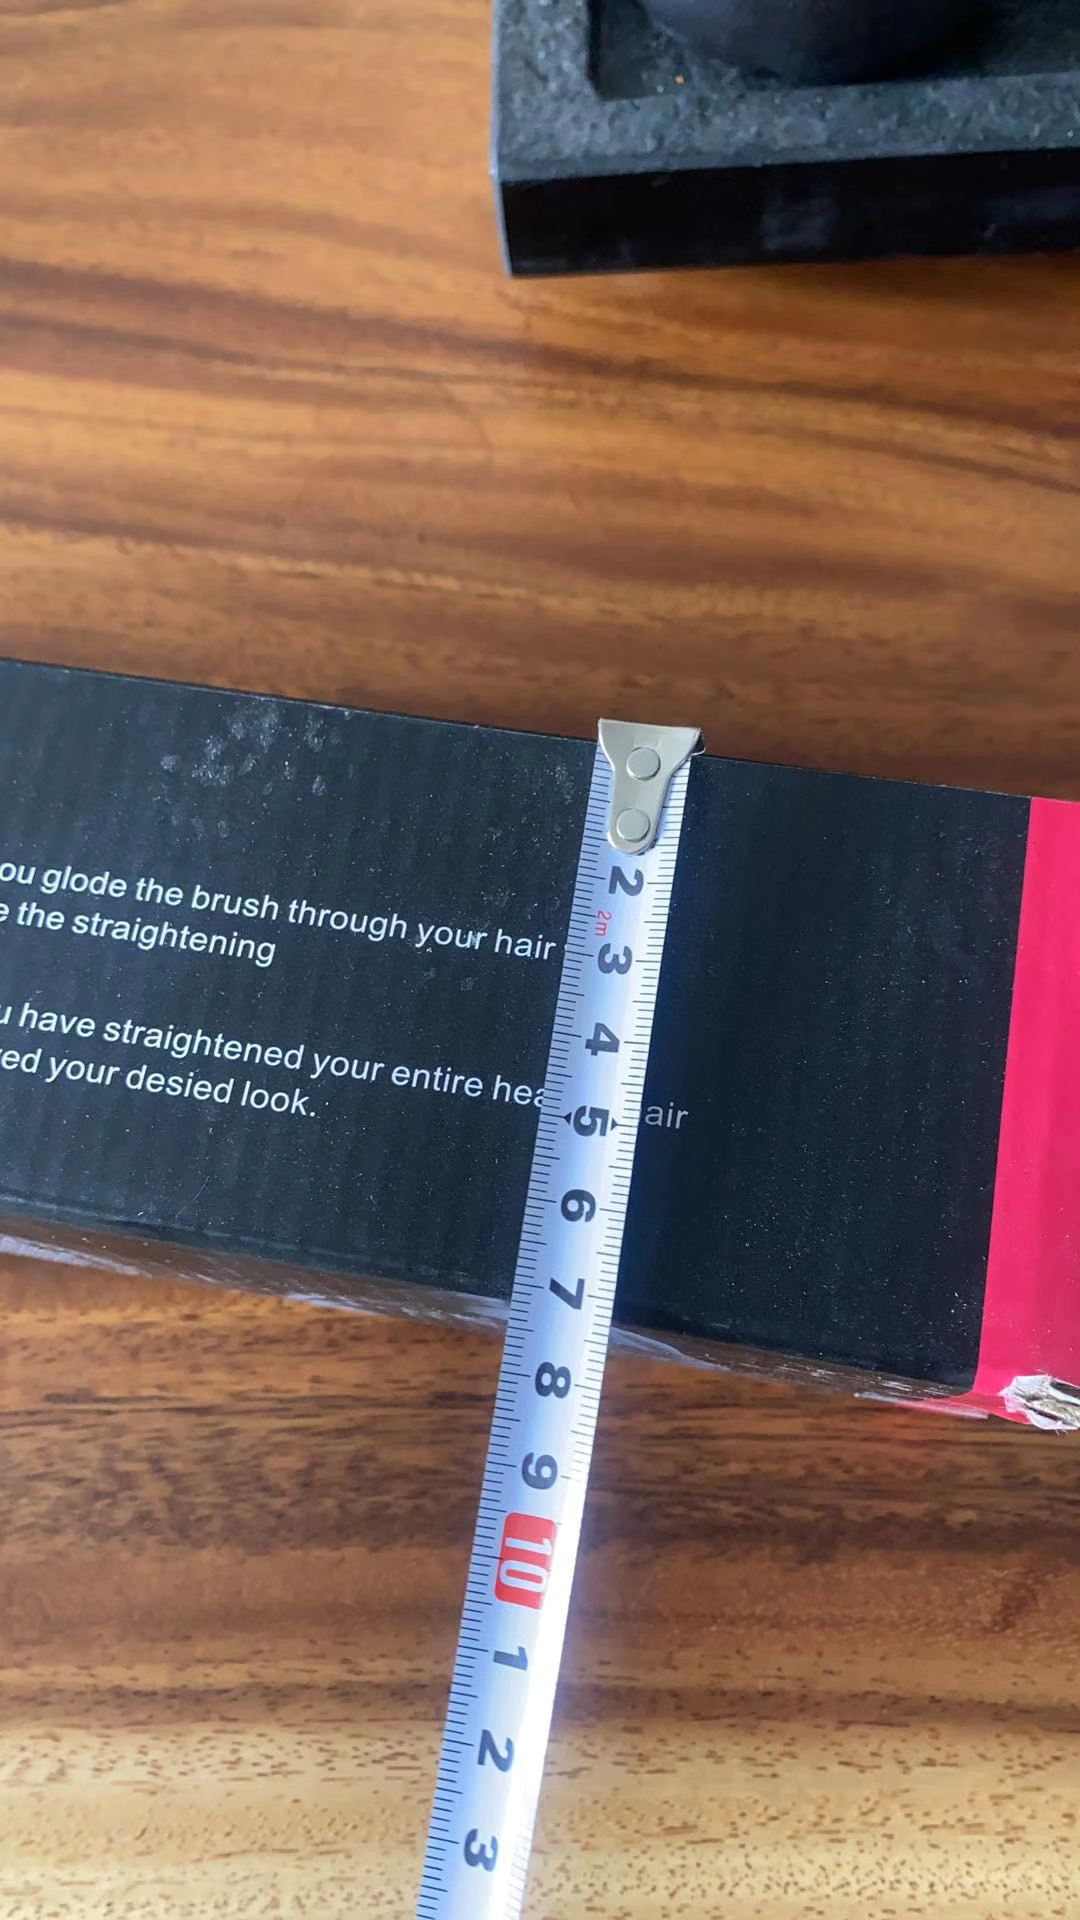 ou glode the brush through your hair
e the straightening
u have straightened your entire hea air
ed your desied look.
2
2m
3
4
5
6
7
8
9
10
1
2
3